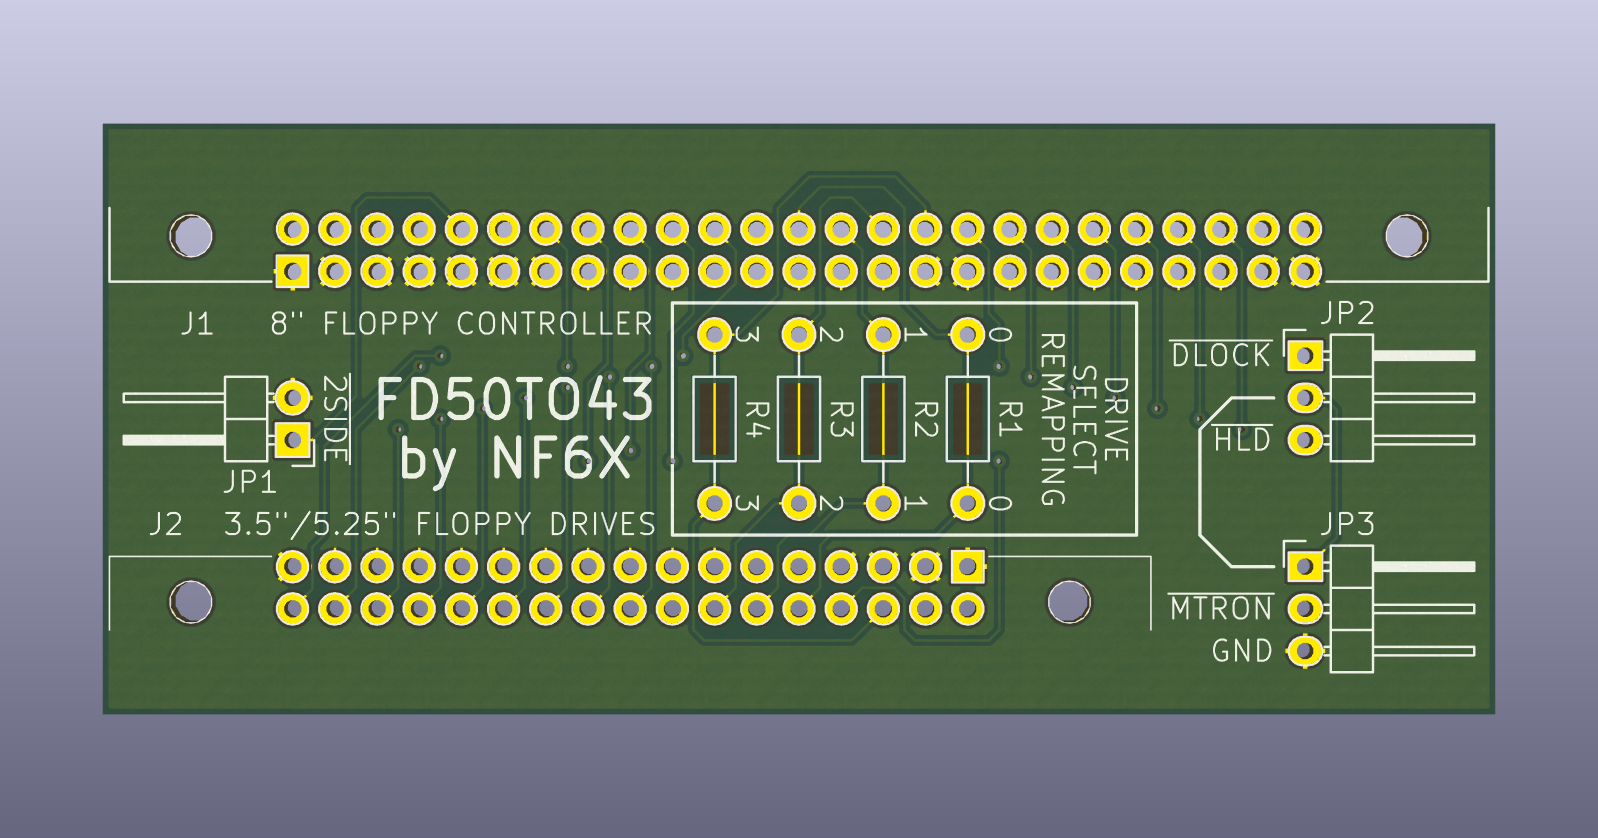 J1 8" FLOPPY CONTROLLER
JP2
DLOCK
HLD
3 2 1 0
2SIDE
JP1
FD50TO43
by NF6X
R4 R3 R2 R1
DRIVE
SELECT
REMAPPING
3 2 1 0
J2 3.5"/5.25" FLOPPY DRIVES
JP3
MTRON
GND